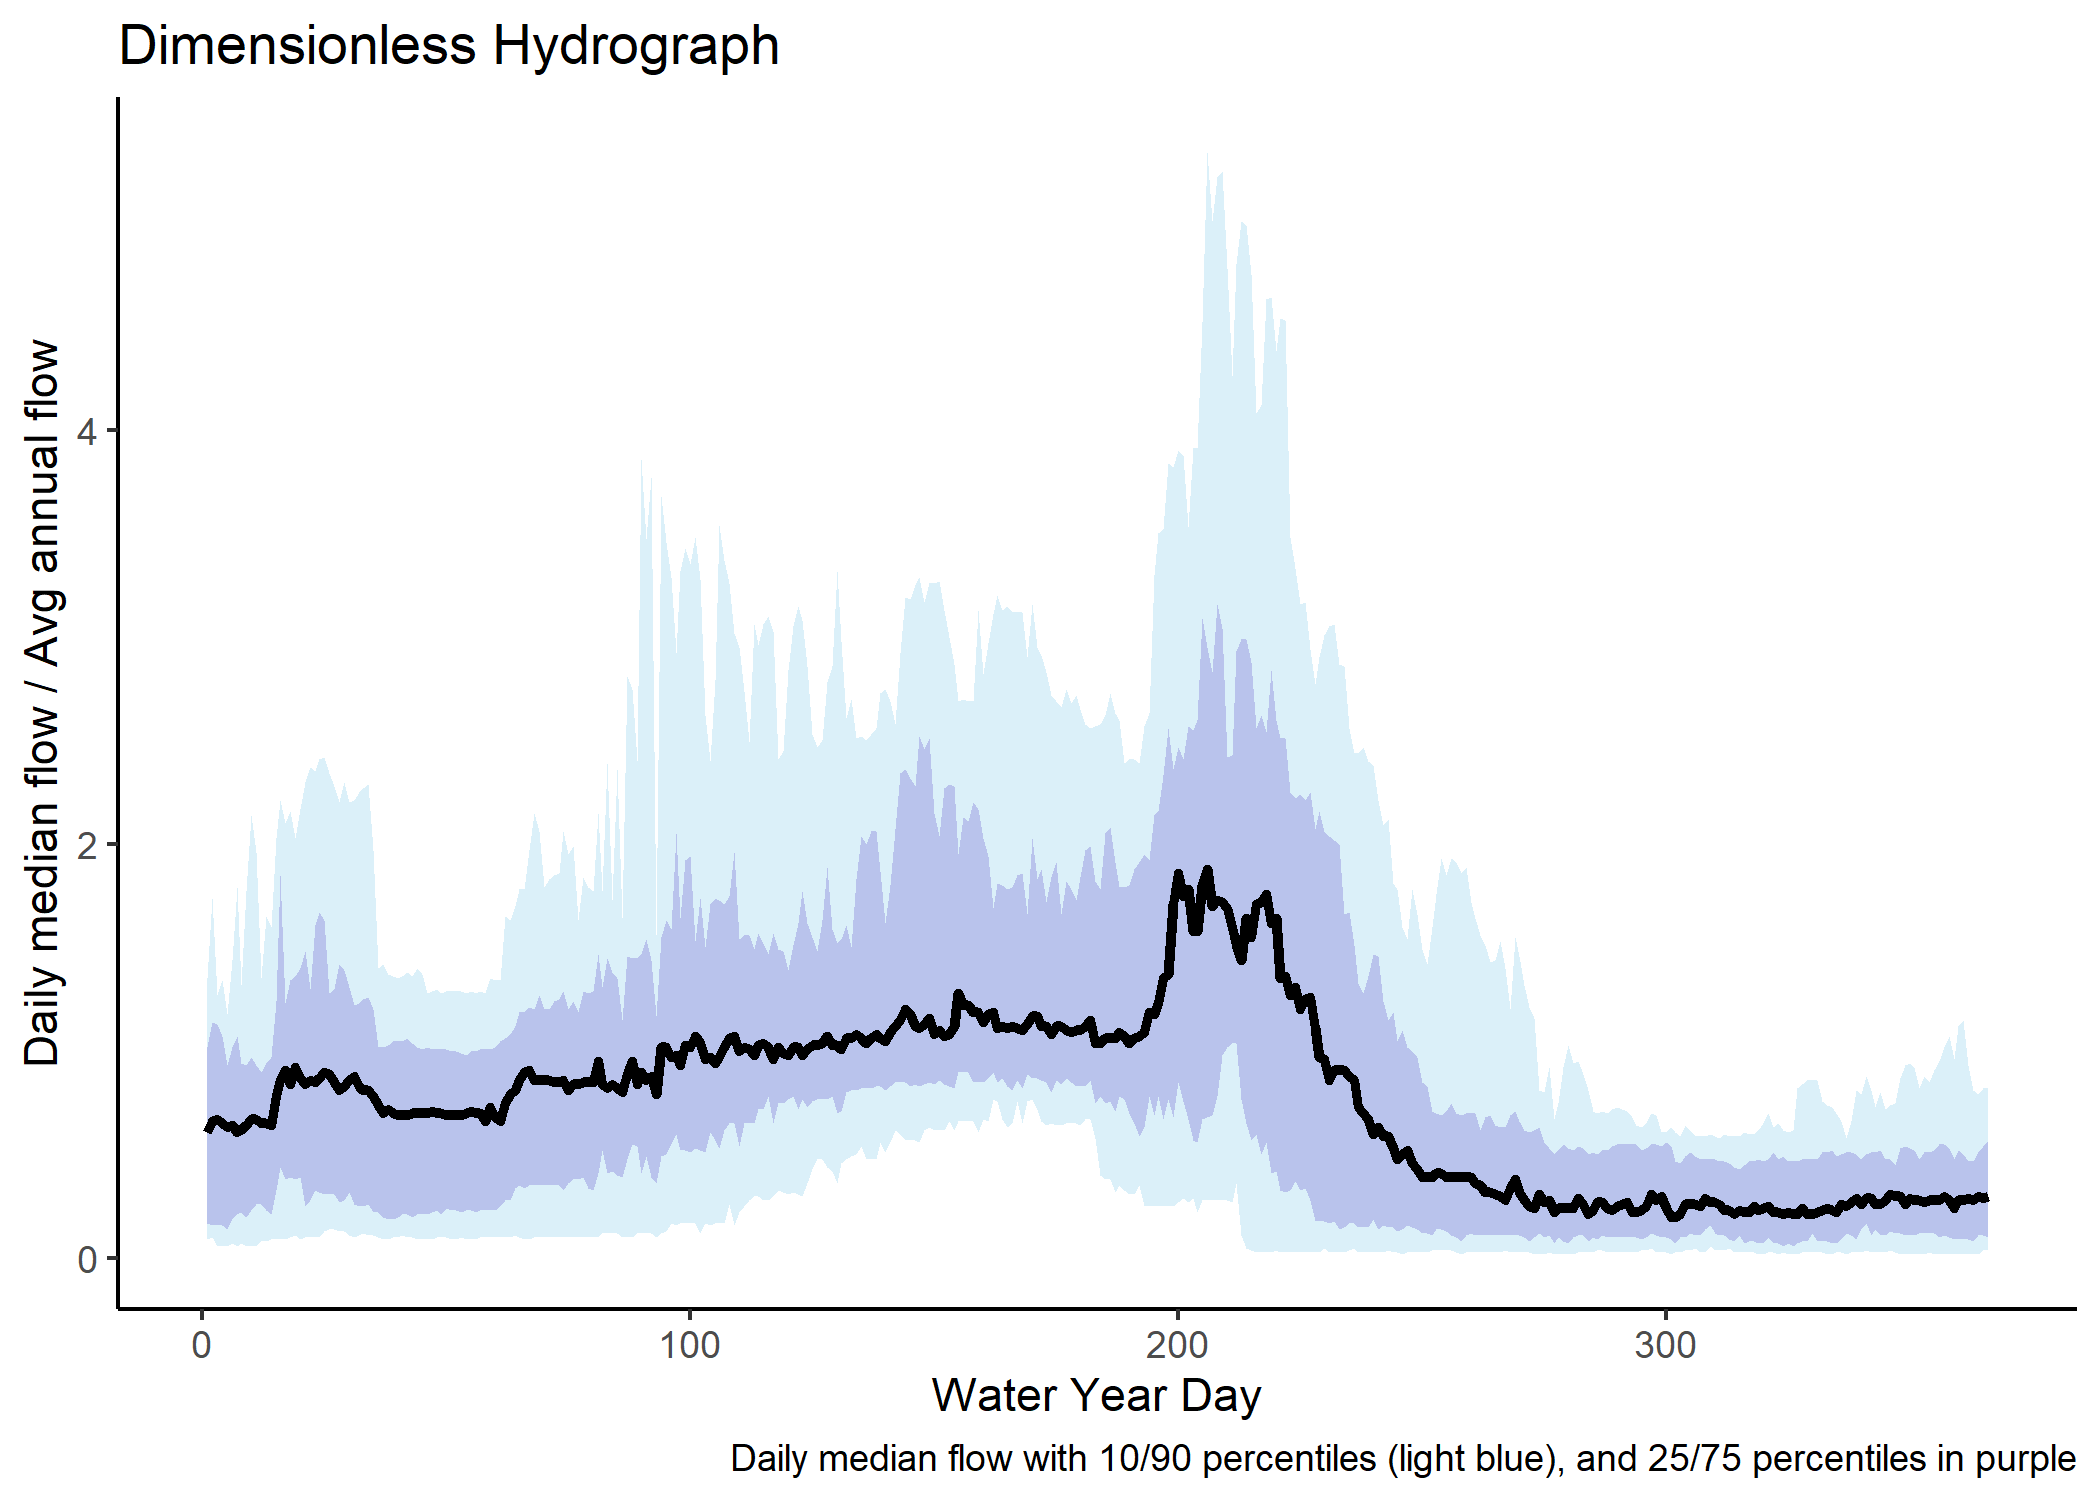 Dimensionless Hydrograph
Daily median flow / Avg annual flow
4
2
0
0
100
200
300
Water Year Day
Daily median flow with 10/90 percentiles (light blue), and 25/75 percentiles in purple